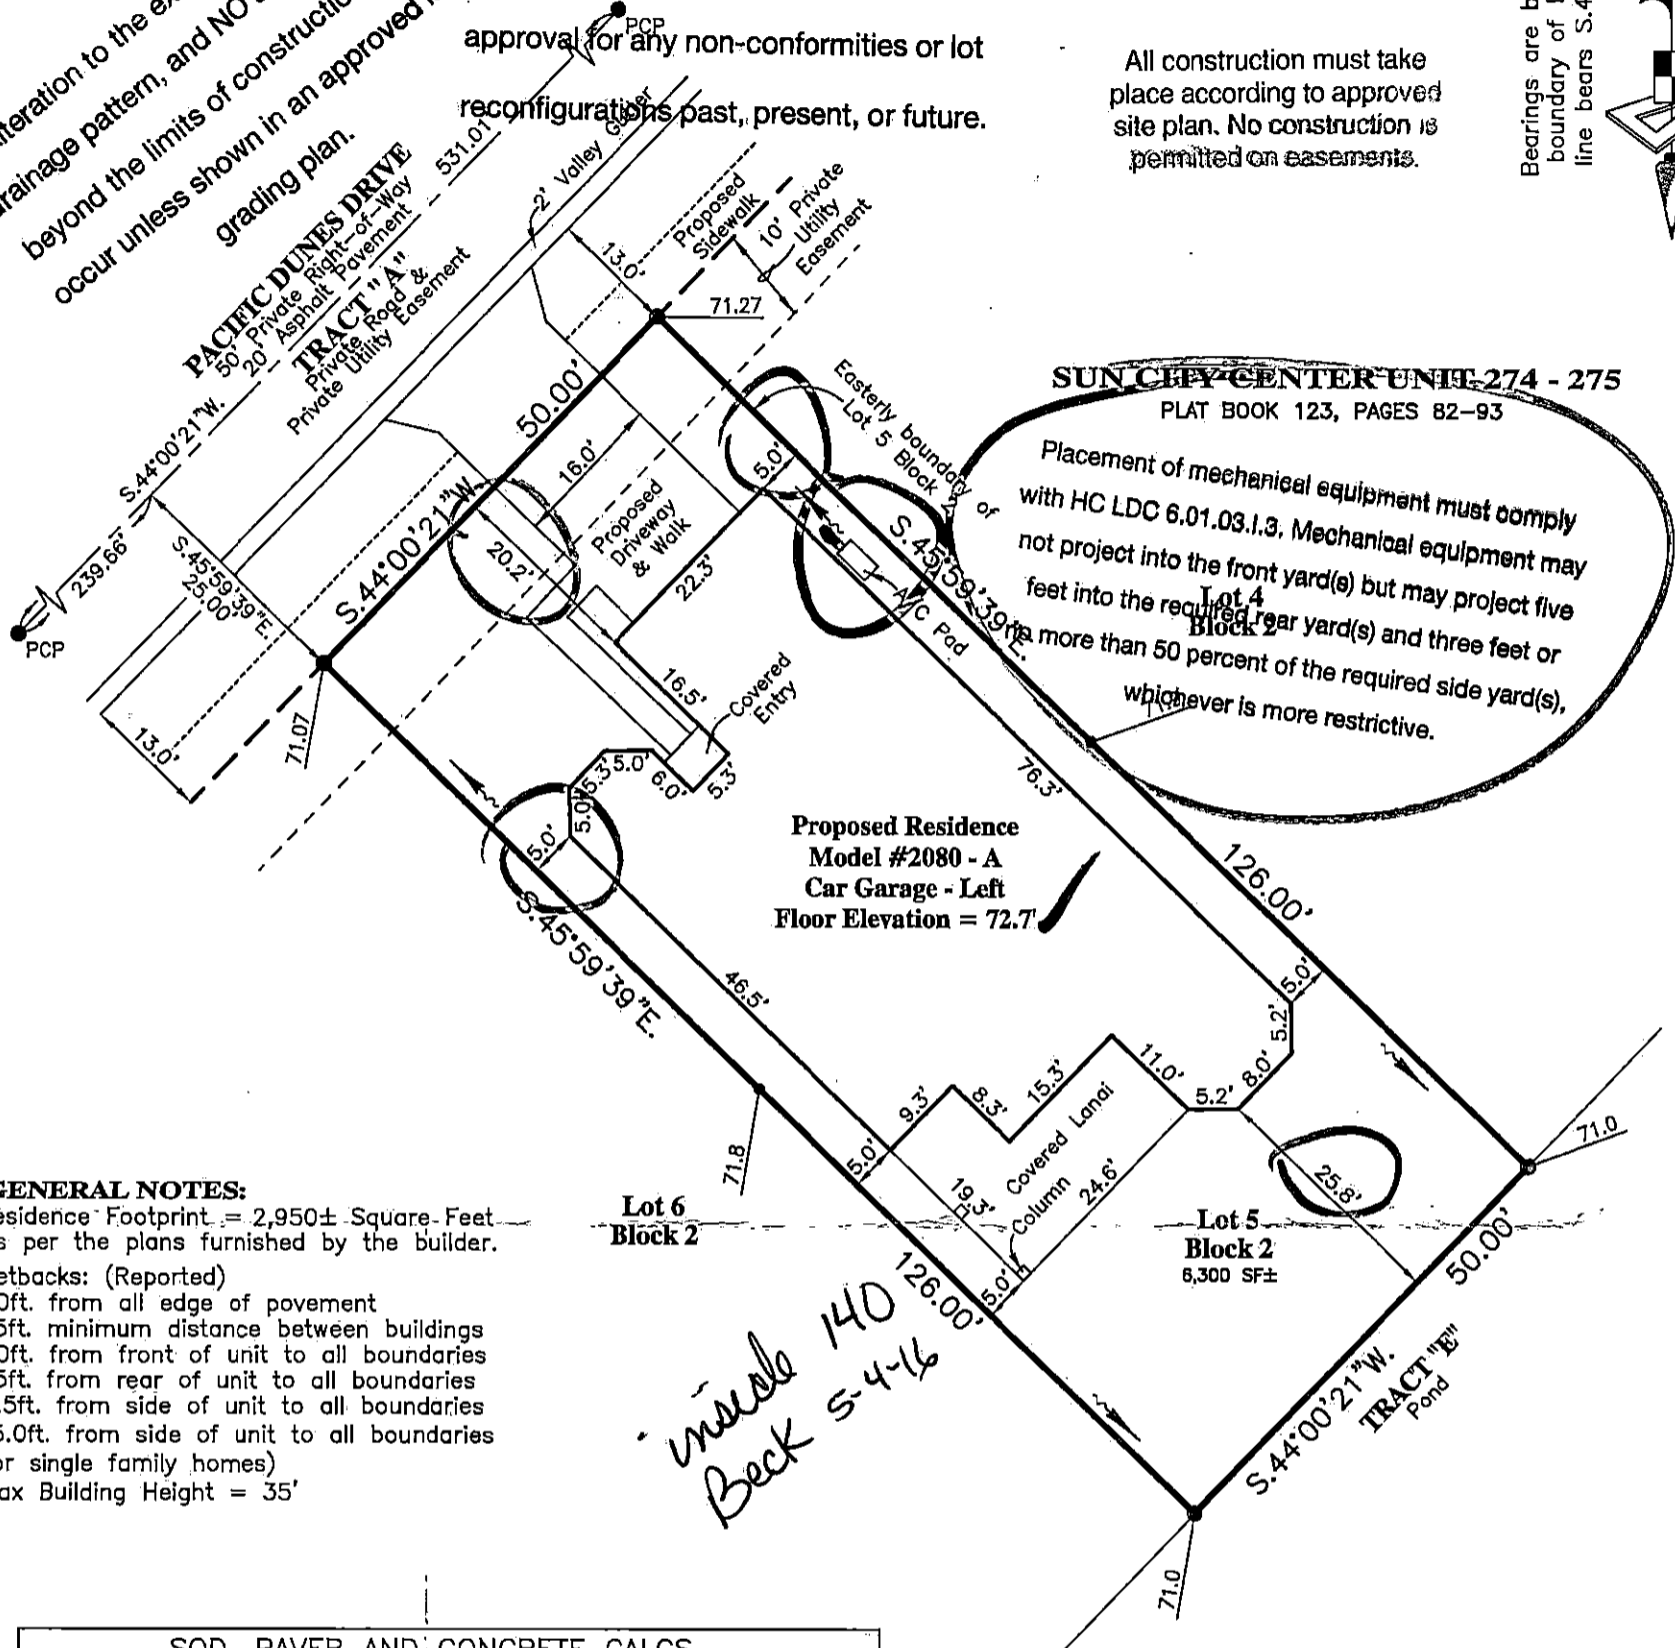 drainage pattern, and NO
beyond the limits of construction
occur unless shown in an approved
grading plan.
PCP
approval for any non-conformities or lot
reconfigurations past, present, or future.
All construction must take
place according to approved
site plan. No construction is
permitted on easements.
Bearings are
boundary of
line bears S.4
PACIFIC DUNES DRIVE
50' Private Right-of-Way
20' Asphalt Pavement
TRACT "A"
Private Road &
Private Utility Easement
531.01'
2' Valley Gutter
Proposed
Sidewalk
10' Private
Utility
Easement
13.0'
71.27
S.44°00'21"W.
239.66'
PCP
S.45°59'39"E.
25.00'
S.44°00'21"W.
50.00'
16.0'
20.2'
Proposed
Driveway
& Walk
22.3'
5.0'
Easterly boundary of
Lot 5 Block 2
S.45°59'39"E.
A/C Pad
SUN CITY CENTER UNIT 274 - 275
PLAT BOOK 123, PAGES 82-93
Placement of mechanical equipment must comply
with HC LDC 6.01.03.I.3. Mechanical equipment may
not project into the front yard(s) but may project five
feet into the required rear yard(s) and three feet or
no more than 50 percent of the required side yard(s),
whichever is more restrictive.
Lot 4
Block 2
13.0'
71.07
16.5'
Covered
Entry
5.3'
5.0'
6.0'
5.3'
5.0'
5.0'
S.45°59'39"E.
76.3'
Proposed Residence
Model #2080 - A
Car Garage - Left
Floor Elevation = 72.7'
126.00'
46.5'
5.0'
5.2'
8.0'
5.2'
11.0'
15.3'
8.3'
9.3'
5.0'
71.8
19.3'
Covered Lanai
Column
24.6'
25.8'
71.0
5.0'
126.00'
Lot 6
Block 2
Lot 5
Block 2
6,300 SF±
50.00'
S.44°00'21"W.
TRACT "E"
Pond
71.0
GENERAL NOTES:
esidence Footprint = 2,950± Square Feet
s per the plans furnished by the builder.
etbacks: (Reported)
0ft. from all edge of povement
5ft. minimum distance between buildings
0ft. from front of unit to all boundaries
5ft. from rear of unit to all boundaries
.5ft. from side of unit to all boundaries
5.0ft. from side of unit to all boundaries
or single family homes)
ax Building Height = 35'
inside 140
Beck 5-4-16
SOD, PAVER AND CONCRETE CALCS